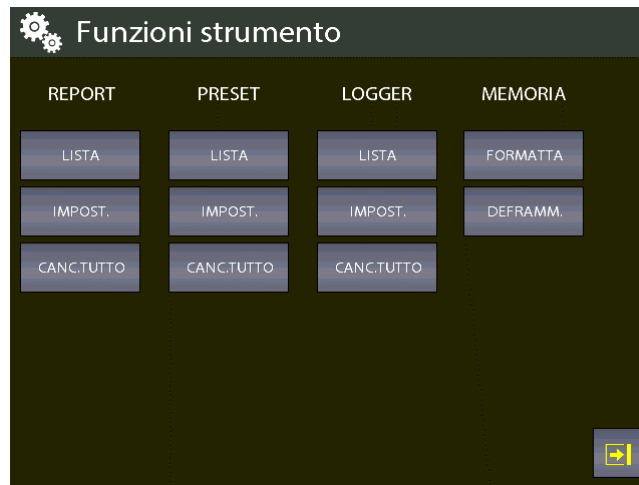 Funzioni strumento
REPORT PRESET LOGGER MEMORIA
LISTA LISTA LISTA FORMATTA
IMPOST. IMPOST. IMPOST. DEFRAMM.
CANC.TUTTO CANC.TUTTO CANC.TUTTO